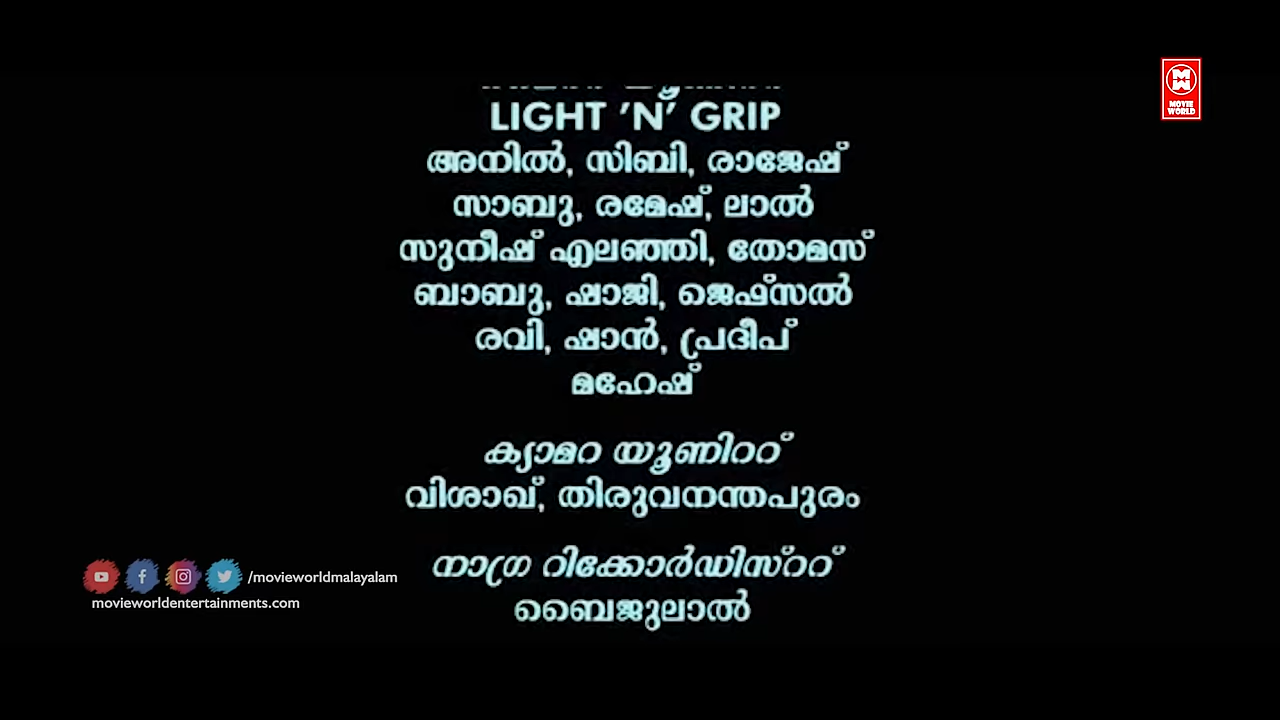 MOVIE
WORLD
LIGHT 'N' GRIP
അനിൽ, സിബി, രാജേഷ്
സാബു, രമേഷ്, ലാൽ
സുനീഷ് എലഞ്ഞി, തോമസ്
ബാബു, ഷാജി, ജെഫ്സൽ
രവി, ഷാൻ, പ്രദീപ്
മഹേഷ്
ക്യാമറ യൂണിററ്
വിശാഖ്, തിരുവനന്തപുരം
നാഗ്ര റിക്കോർഡിസ്ററ്
ബൈജുലാൽ
/movieworldmalayalam
movieworldentertainments.com